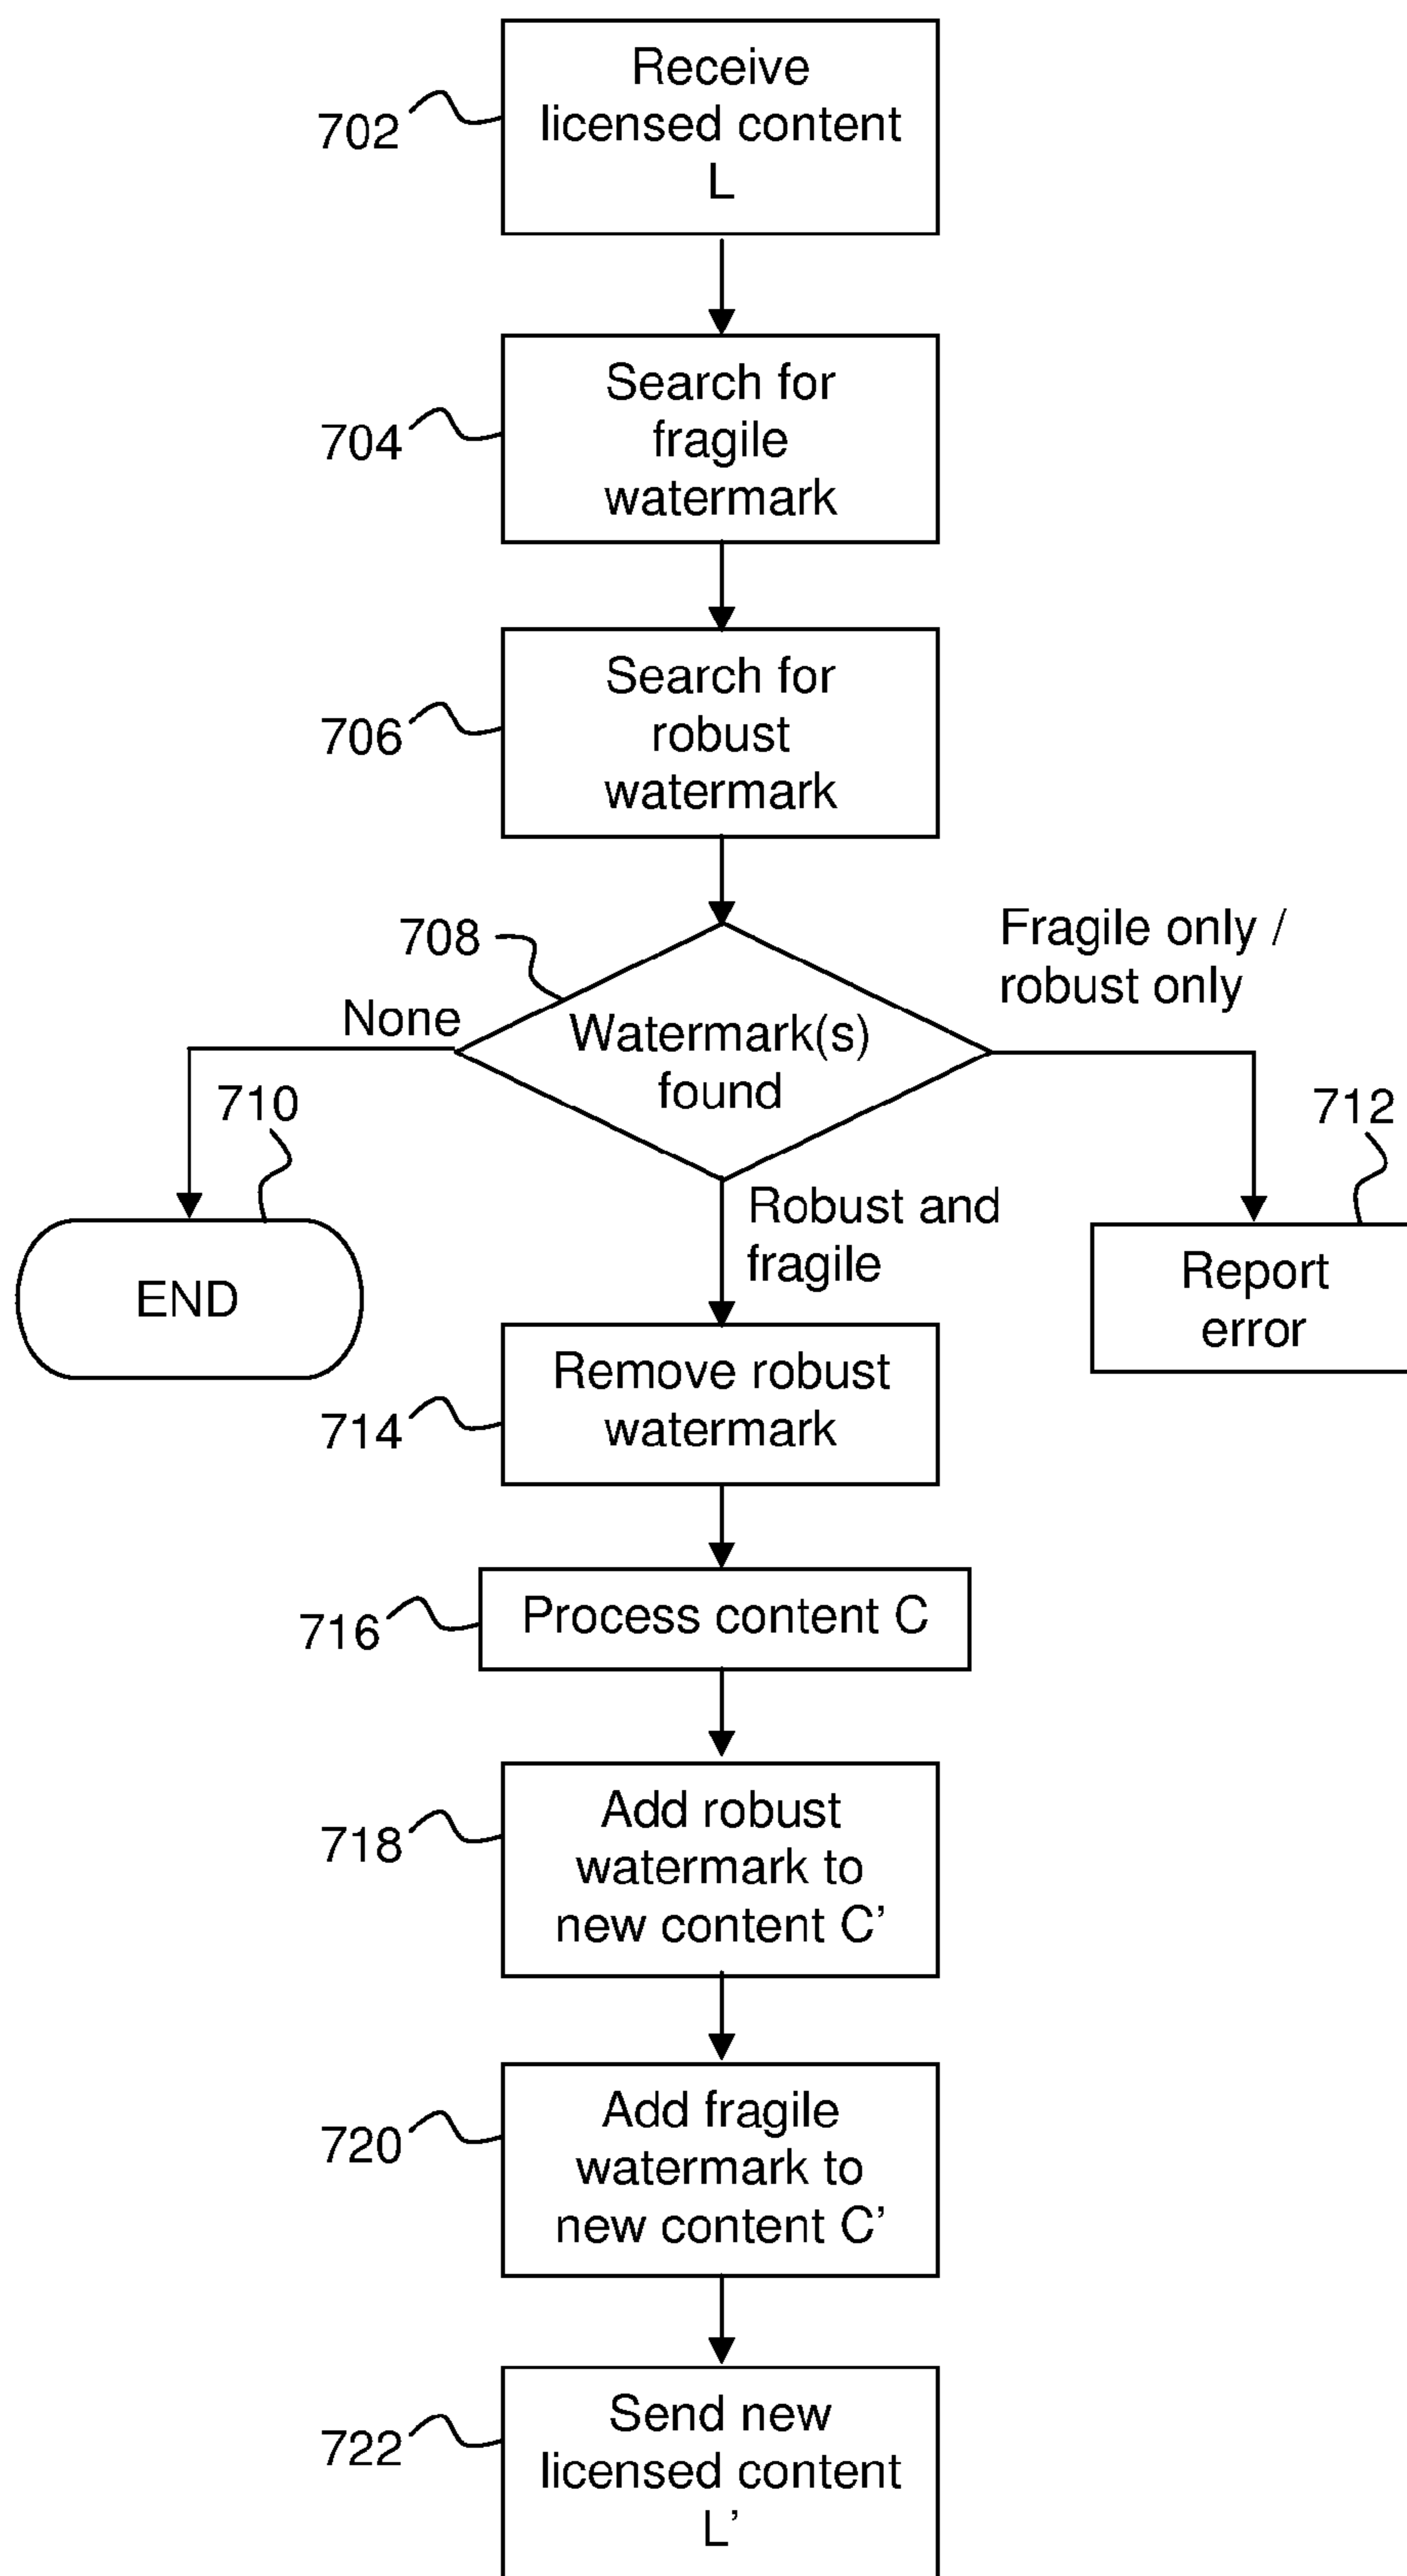 Receive
licensed content
L
702
Search for
fragile
watermark
704
Search for
robust
watermark
706
708
Fragile only /
robust only
None
Watermark(s)
found
710
712
Robust and
fragile
END
Report
error
Remove robust
watermark
714
Process content C
716
Add robust
watermark to
new content C’
718
Add fragile
watermark to
new content C’
720
Send new
licensed content
L’
722